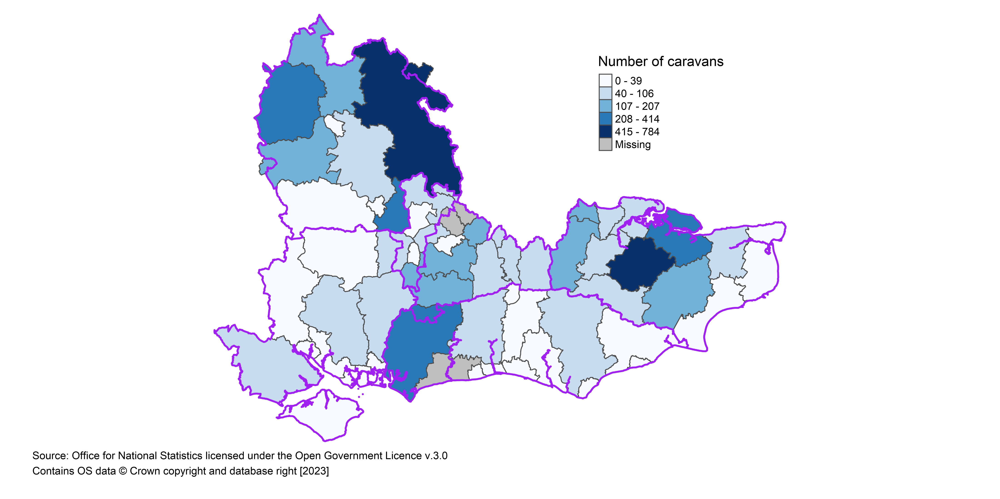 Number of caravans
0 - 39
40 - 106
107 - 207
208 - 414
415 - 784
Missing
Source: Office for National Statistics licensed under the Open Government Licence v.3.0
Contains OS data © Crown copyright and database right [2023]